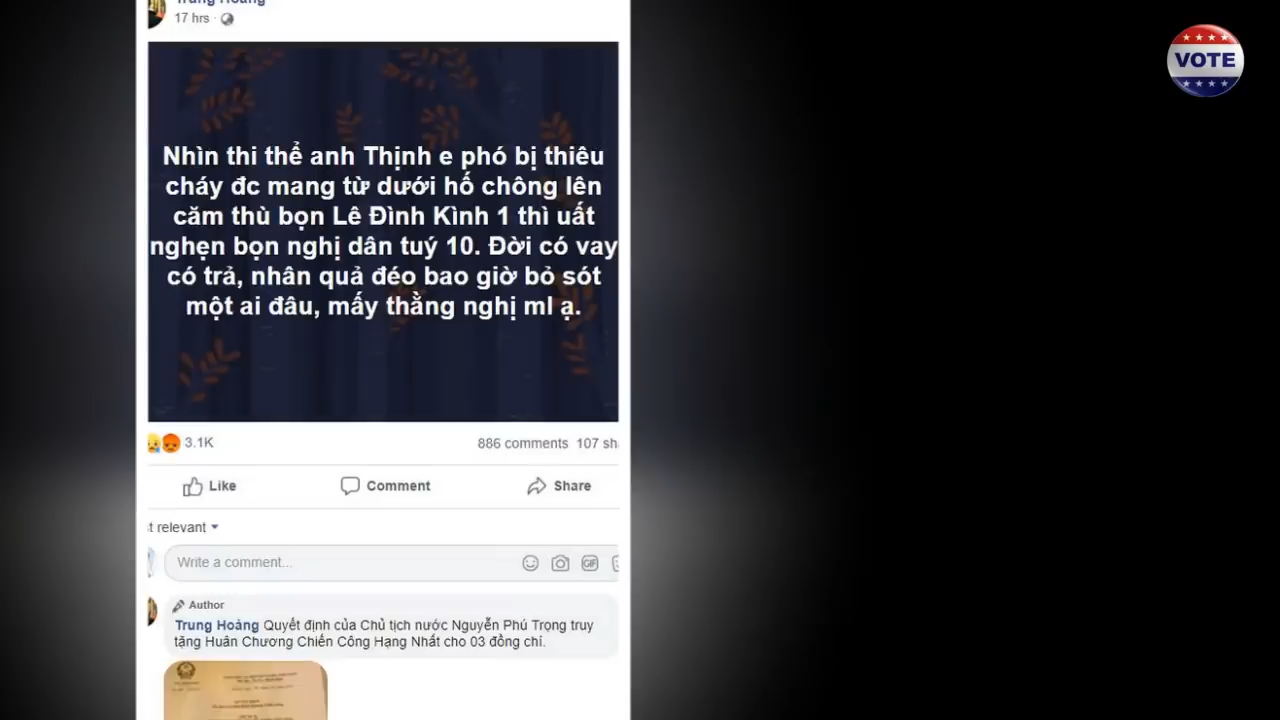 Trung Hoàng
17 hrs
VOTE
Nhìn thi thể anh Thịnh e phó bị thiêu
cháy đc mang từ dưới hố chông lên
căm thù bọn Lê Đình Kình 1 thì uất
nghẹn bọn nghị dân tuý 10. Đời có vay
có trả, nhân quả đéo bao giờ bỏ sót
một ai đâu, mấy thằng nghị ml ạ.
3.1K
886 comments 107 sh
Like Comment Share
t relevant
Write a comment...
GIF
Author
Trung Hoàng Quyết định của Chủ tịch nước Nguyễn Phú Trọng truy
tặng Huân Chương Chiến Công Hạng Nhất cho 03 đồng chí.